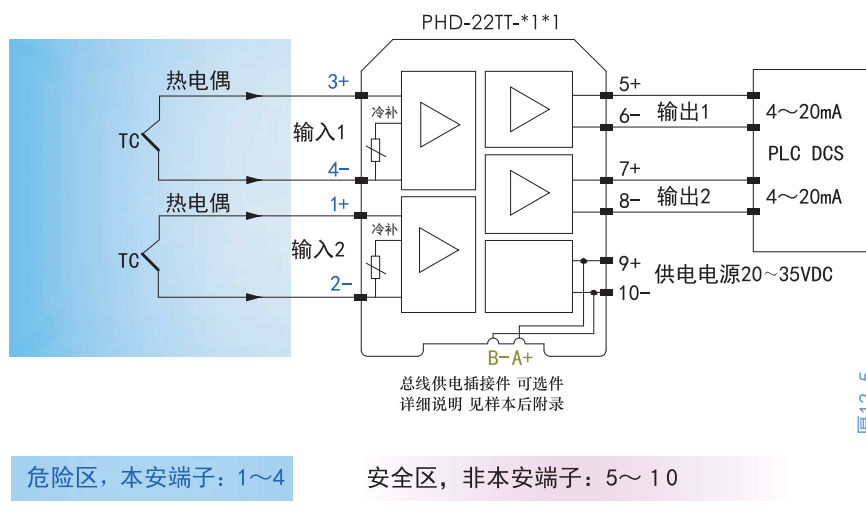 PHD-22TT-*1*1
热电偶
3+
冷补
TC
输入1
4-
热电偶
1+
冷补
输入2
TC
2-
5+
6-
输出1
4～20mA
PLC DCS
7+
8-
输出2
4～20mA
9+
供电电源20～35VDC
10-
B-A+
总线供电插接件 可选件
详细说明 见样本后附录
厚12.5
危险区，本安端子：1～4
安全区，非本安端子：5～10